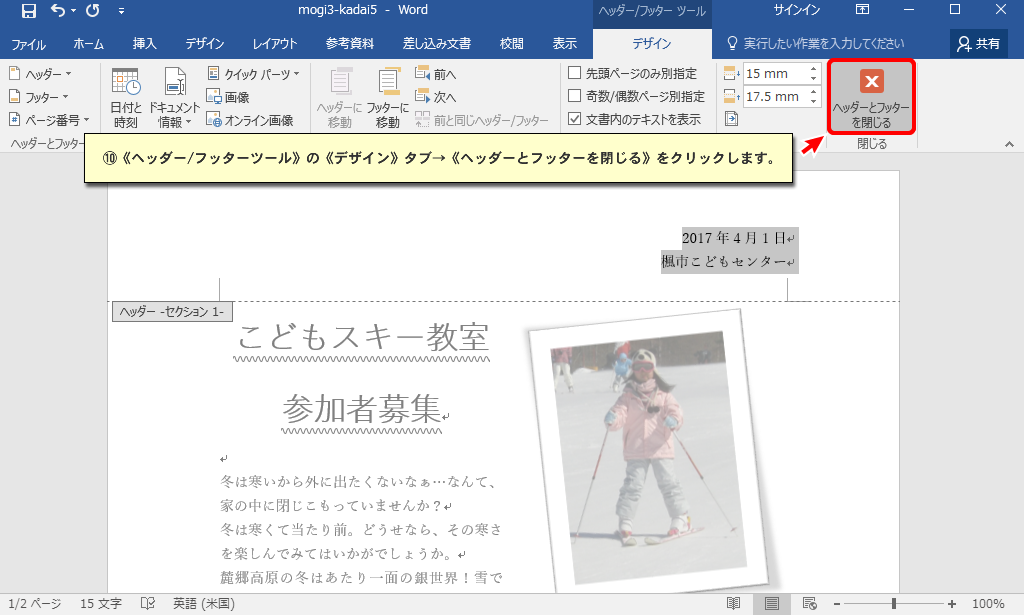 mogi3-kadai5 - Word
ヘッダー/フッター ツール
サインイン
ファイル ホーム 挿入 デザイン レイアウト 参考資料 差し込み文書 校閲 表示 デザイン 実行したい作業を入力してください 共有
ヘッダー
フッター
ページ番号
ヘッダーとフッター
日付と
時刻
ドキュメント
情報
クイック パーツ
画像
オンライン画像
ヘッダーに
移動
フッターに
移動
前へ
次へ
前と同じヘッダー/フッター
先頭ページのみ別指定
奇数/偶数ページ別指定
文書内のテキストを表示
15 mm
17.5 mm
ヘッダーとフッター
を閉じる
閉じる
⑩《ヘッダー/フッターツール》の《デザイン》タブ→《ヘッダーとフッターを閉じる》をクリックします。
2017 年 4 月 1 日
楓市こどもセンター
ヘッダー -セクション 1-
こどもスキー教室
参加者募集
冬は寒いから外に出たくないなぁ…なんて、
家の中に閉じこもっていませんか？
冬は寒くて当たり前。どうせなら、その寒さ
を楽しんでみてはいかがでしょうか。
麓郷高原の冬はあたり一面の銀世界！雪で
1/2 ページ 15 文字 英語 (米国) 100%